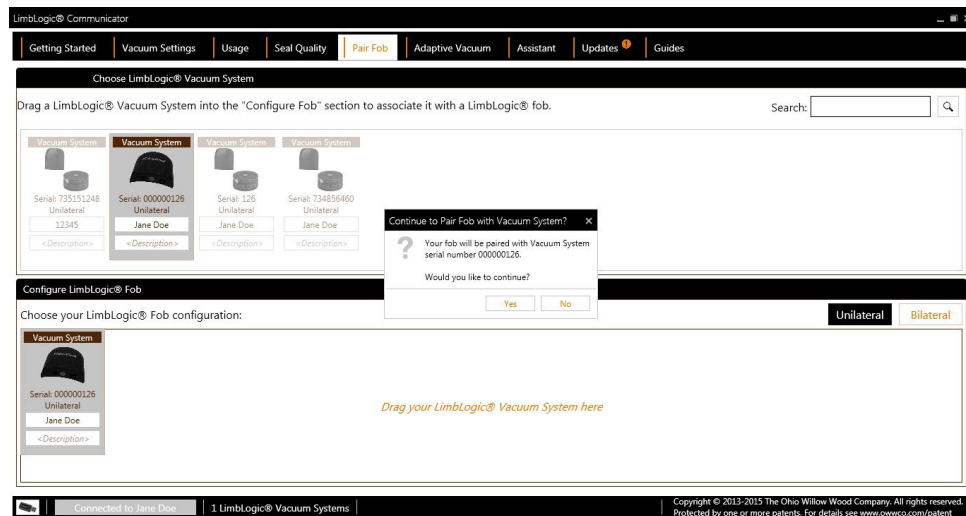 LimbLogic® Communicator
Getting Started Vacuum Settings Usage Seal Quality Pair Fob Adaptive Vacuum Assistant Updates Guides
Choose LimbLogic® Vacuum System
Drag a LimbLogic® Vacuum System into the "Configure Fob" section to associate it with a LimbLogic® fob.
Search:
Vacuum System Vacuum System Vacuum System Vacuum System
Serial: 735151248 Serial: 000000126 Serial: 126 Serial: 734856460
Unilateral Unilateral Unilateral Unilateral
12345 Jane Doe Jane Doe Jane Doe
<Description> <Description> <Description> <Description>
Continue to Pair Fob with Vacuum System?
Your fob will be paired with Vacuum System
serial number 000000126.
Would you like to continue?
Yes No
Configure LimbLogic® Fob
Choose your LimbLogic® Fob configuration:
Unilateral Bilateral
Vacuum System
Serial: 000000126
Unilateral
Jane Doe
<Description>
Drag your LimbLogic® Vacuum System here
Connected to Jane Doe 1 LimbLogic® Vacuum Systems
Copyright © 2013-2015 The Ohio Willow Wood Company. All rights reserved.
Protected by one or more patents. For details see www.owwco.com/patent